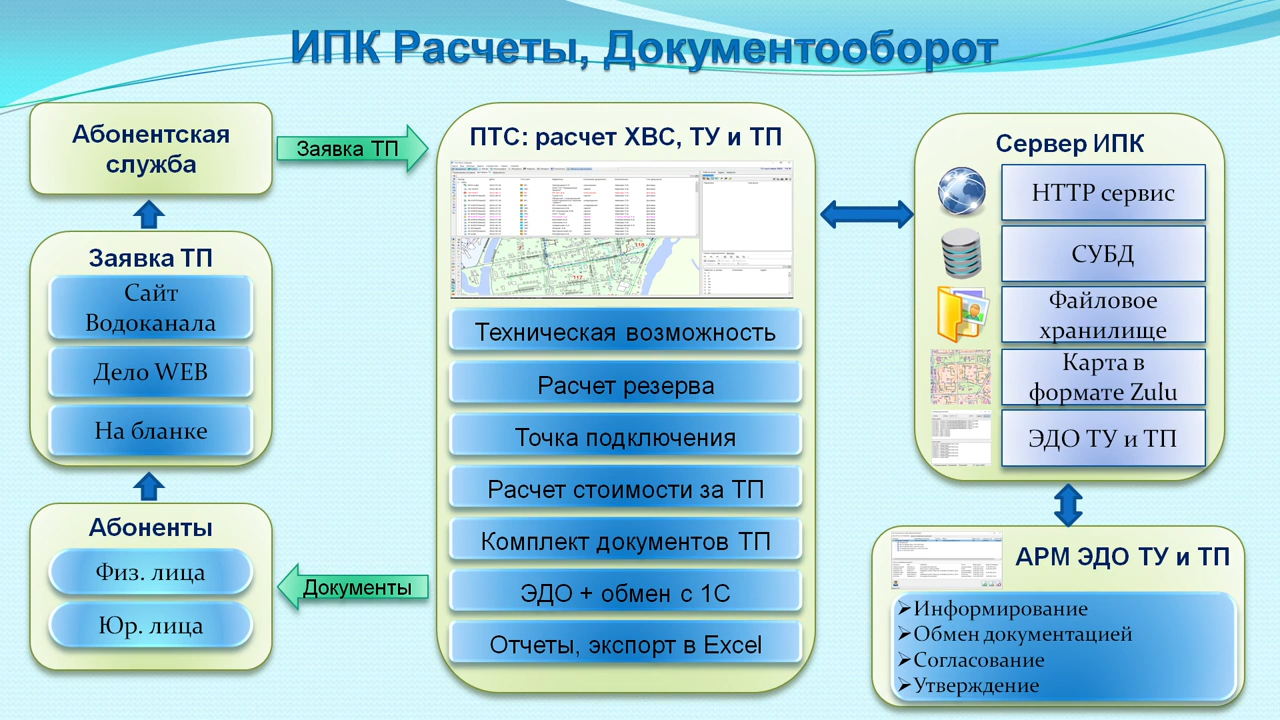 ИПК Расчеты, Документооборот
Абонентская
служба
Заявка ТП
Заявка ТП
Сайт
Водоканала
Дело WEB
На бланке
Абоненты
Физ. лица
Юр. лица
Документы
ПТС: расчет ХВС, ТУ и ТП
Техническая возможность
Расчет резерва
Точка подключения
Расчет стоимости за ТП
Комплект документов ТП
ЭДО + обмен с 1С
Отчеты, экспорт в Excel
Сервер ИПК
HTTP сервис
СУБД
Файловое
хранилище
Карта в
формате Zulu
ЭДО ТУ и ТП
АРМ ЭДО ТУ и ТП
➢Информирование
➢Обмен документацией
➢Согласование
➢Утверждение